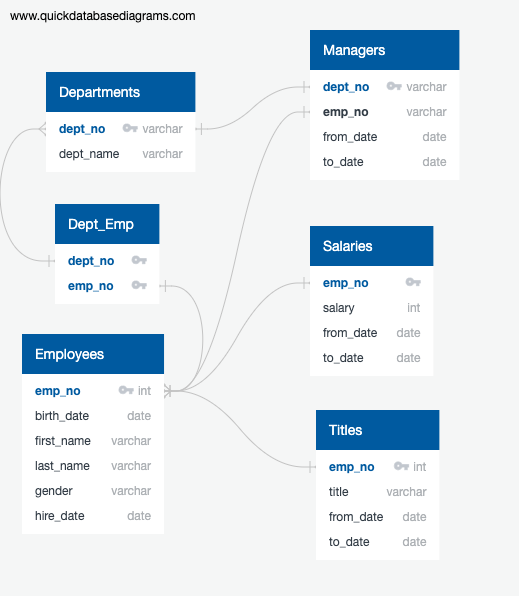 www.quickdatabasediagrams.com
Departments
dept_no varchar
dept_name varchar
Dept_Emp
dept_no
emp_no
Employees
emp_no int
birth_date date
first_name varchar
last_name varchar
gender varchar
hire_date date
Managers
dept_no varchar
emp_no varchar
from_date date
to_date date
Salaries
emp_no
salary int
from_date date
to_date date
Titles
emp_no int
title varchar
from_date date
to_date date